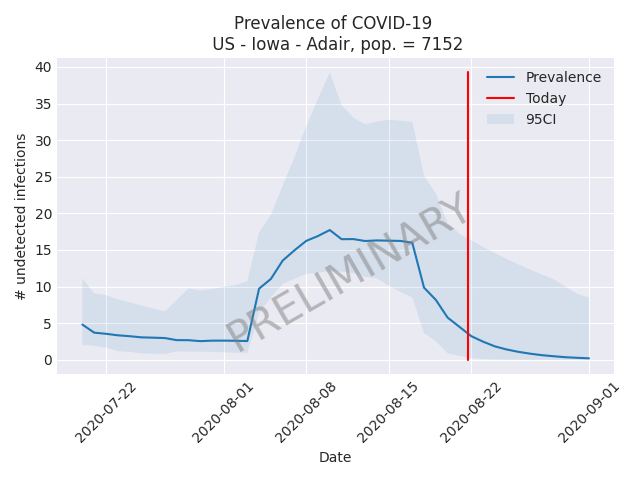 Prevalence of COVID-19
US - Iowa - Adair, pop. = 7152
40
35
30
25
20
15
10
5
0
# undetected infections
Prevalence
Today
95CI
PRELIMINARY
2020-07-22
2020-08-01
2020-08-08
2020-08-15
2020-08-22
2020-09-01
Date